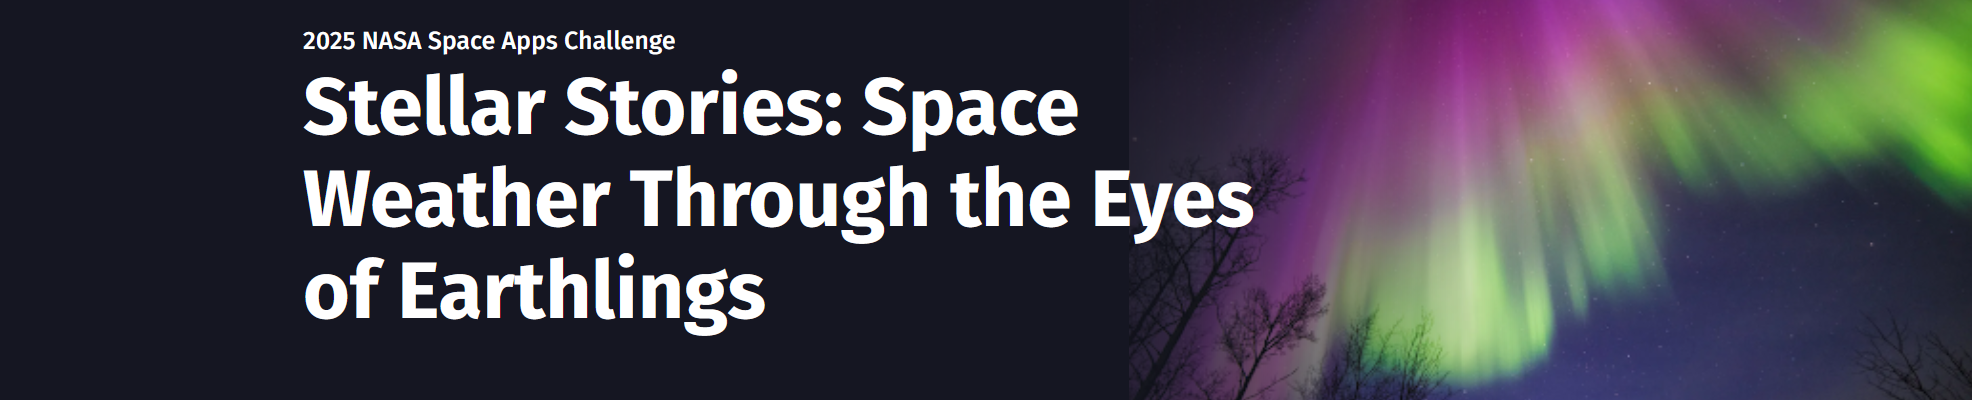 2025 NASA Space Apps Challenge
Stellar Stories: Space
Weather Through the Eyes
of Earthlings